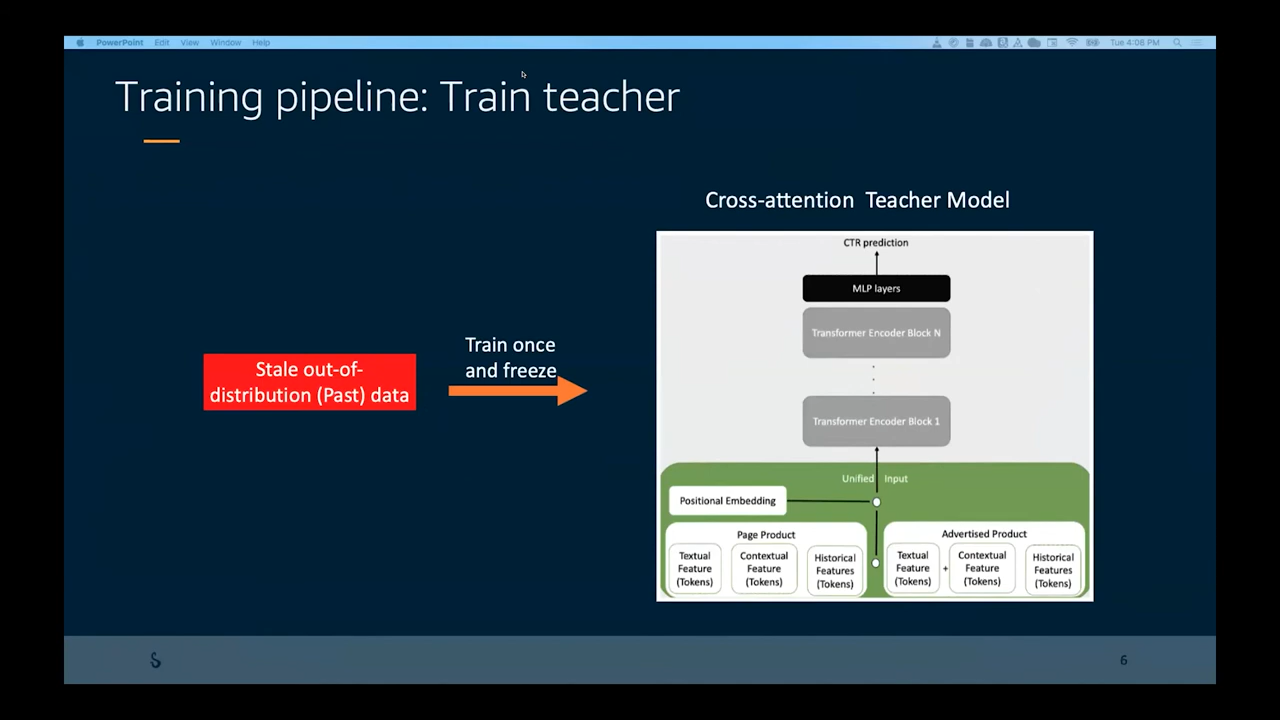 PowerPoint Edit View Window Help
Tue 4:08 PM
Training pipeline: Train teacher
Cross-attention Teacher Model
CTR prediction
MLP layers
Transformer Encoder Block N
Train once
and freeze
Stale out-of-
distribution (Past) data
Transformer Encoder Block 1
Unified Input
Positional Embedding
Page Product
Textual
Feature
(Tokens)
Contextual
Feature
(Tokens)
Historical
Features
(Tokens)
Advertised Product
Textual
Feature
(Tokens)
+
Contextual
Feature
(Tokens)
Historical
Features
(Tokens)
6